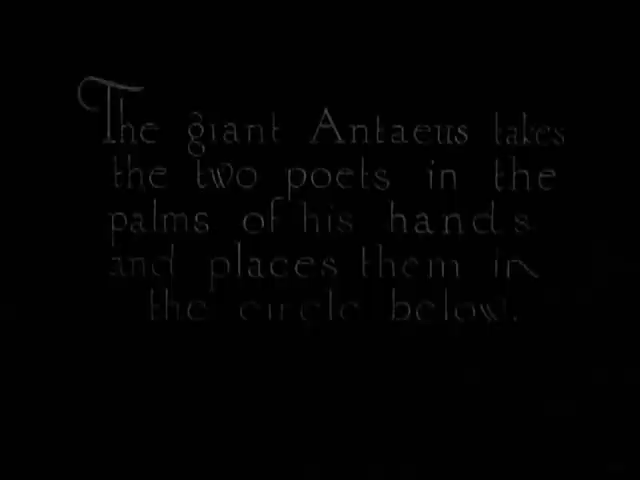 The giant Antaeus takes
the two poets in the
palms of his hands
and places them in
the circle below.